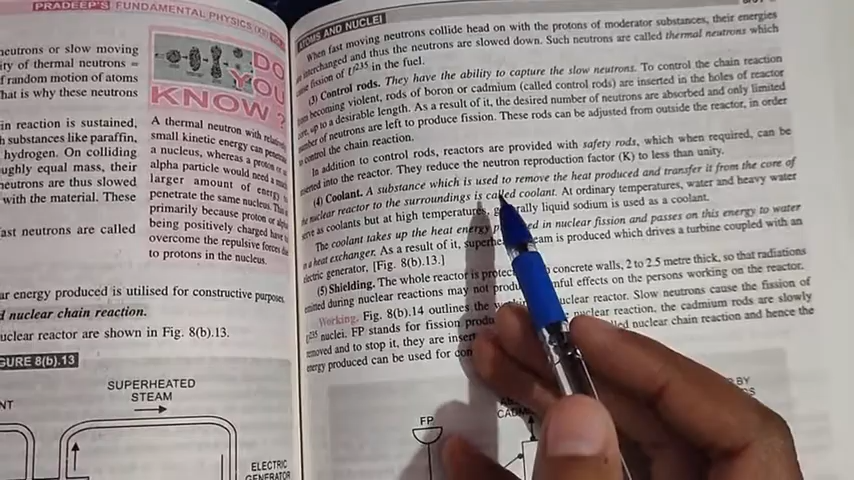 PRADEEP'S FUNDAMENTAL PHYSICS
neutrons or slow moving
ity of thermal neutrons =
f random motion of atoms
That is why these neutrons
in reaction is sustained,
h substances like paraffin,
hydrogen. On colliding
oughly equal mass, their
neutrons are thus slowed
with the material. These
ast neutrons are called
DO
YOU
KNOW ?
A thermal neutron with relatively
small kinetic energy can penetrate
a nucleus, whereas a proton or
alpha particle would need a much
larger amount of energy to
penetrate the same nucleus. This
primarily because proton or alpha
being positively charged have to
overcome the repulsive forces due
to protons in the nucleus.
ear energy produced is utilised for constructive purposes,
d nuclear chain reaction.
uclear reactor are shown in Fig. 8(b).13.
GURE 8(b).13
SUPERHEATED
STEAM
ELECTRIC
GENERATOR
ATOMS AND NUCLEI
When fast moving neutrons collide head on with the protons of moderator substances, their energies
interchanged and thus the neutrons are slowed down. Such neutrons are called thermal neutrons which
cause fission of U235 in the fuel.
(3) Control rods. They have the ability to capture the slow neutrons. To control the chain reaction
from becoming violent, rods of boron or cadmium (called control rods) are inserted in the holes of reactor
core, up to a desirable length. As a result of it, the desired number of neutrons are absorbed and only limited
number of neutrons are left to produce fission. These rods can be adjusted from outside the reactor, in order
to control the chain reaction.
In addition to control rods, reactors are provided with safety rods, which when required, can be
inserted into the reactor. They reduce the neutron reproduction factor (K) to less than unity.
(4) Coolant. A substance which is used to remove the heat produced and transfer it from the core of
the nuclear reactor to the surroundings is called coolant. At ordinary temperatures, water and heavy water
serve as coolants but at high temperatures, generally liquid sodium is used as a coolant.
The coolant takes up the heat energy in nuclear fission and passes on this energy to water
in a heat exchanger. As a result of it, superheated steam is produced which drives a turbine coupled with an
electric generator, [Fig. 8(b).13.]
(5) Shielding. The whole reactor is protected concrete walls, 2 to 2.5 metre thick, so that radiations
emitted during nuclear reactions may not produce harmful effects on the persons working on the reactor.
Working. Fig. 8(b).14 outlines the working nuclear reactor. Slow neutrons cause the fission of
U235 nuclei. FP stands for fission nuclear reaction, the cadmium rods are slowly
removed and to stop it, they are inserted nuclear chain reaction and hence the
energy produced can be used for
FP
CADMIUM
BY